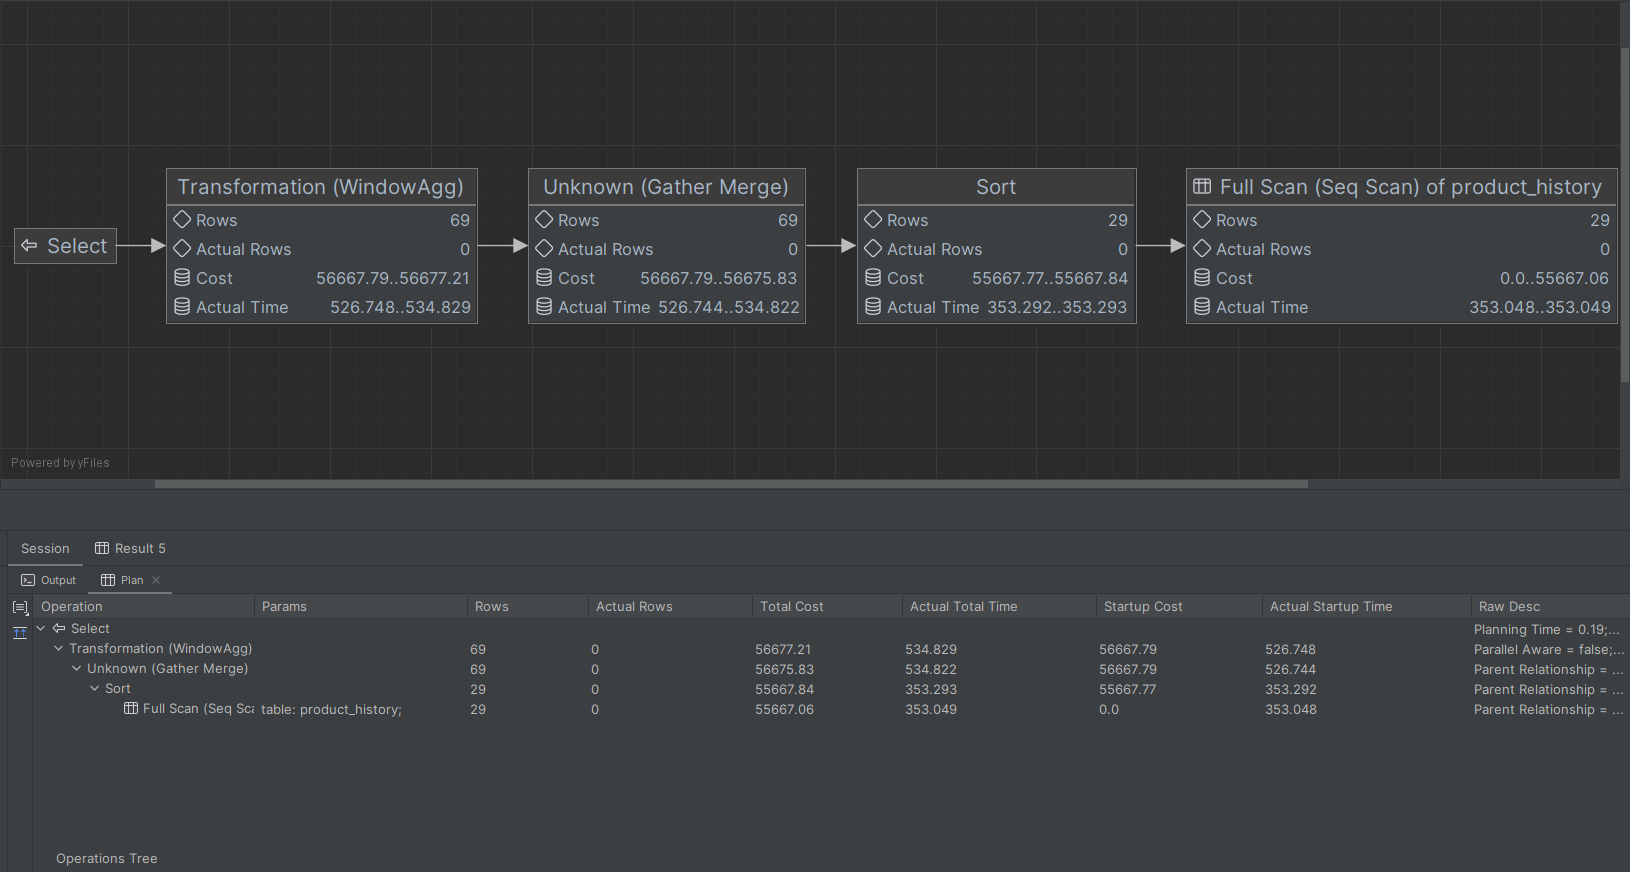 Select
Transformation (WindowAgg)
Rows 69
Actual Rows 0
Cost 56667.79..56677.21
Actual Time 526.748..534.829
Unknown (Gather Merge)
Rows 69
Actual Rows 0
Cost 56667.79..56675.83
Actual Time 526.744..534.822
Sort
Rows 29
Actual Rows 0
Cost 55667.77..55667.84
Actual Time 353.292..353.293
Full Scan (Seq Scan) of product_history
Rows 29
Actual Rows 0
Cost 0.0..55667.06
Actual Time 353.048..353.049
Powered by yFiles
Session Result 5
Output Plan
Operation Params Rows Actual Rows Total Cost Actual Total Time Startup Cost Actual Startup Time Raw Desc
Select Planning Time = 0.19;...
Transformation (WindowAgg) 69 0 56677.21 534.829 56667.79 526.748 Parallel Aware = false;...
Unknown (Gather Merge) 69 0 56675.83 534.822 56667.79 526.744 Parent Relationship = ...
Sort 29 0 55667.84 353.293 55667.77 353.292 Parent Relationship = ...
Full Scan (Seq Sca table: product_history; 29 0 55667.06 353.049 0.0 353.048 Parent Relationship = ...
Operations Tree